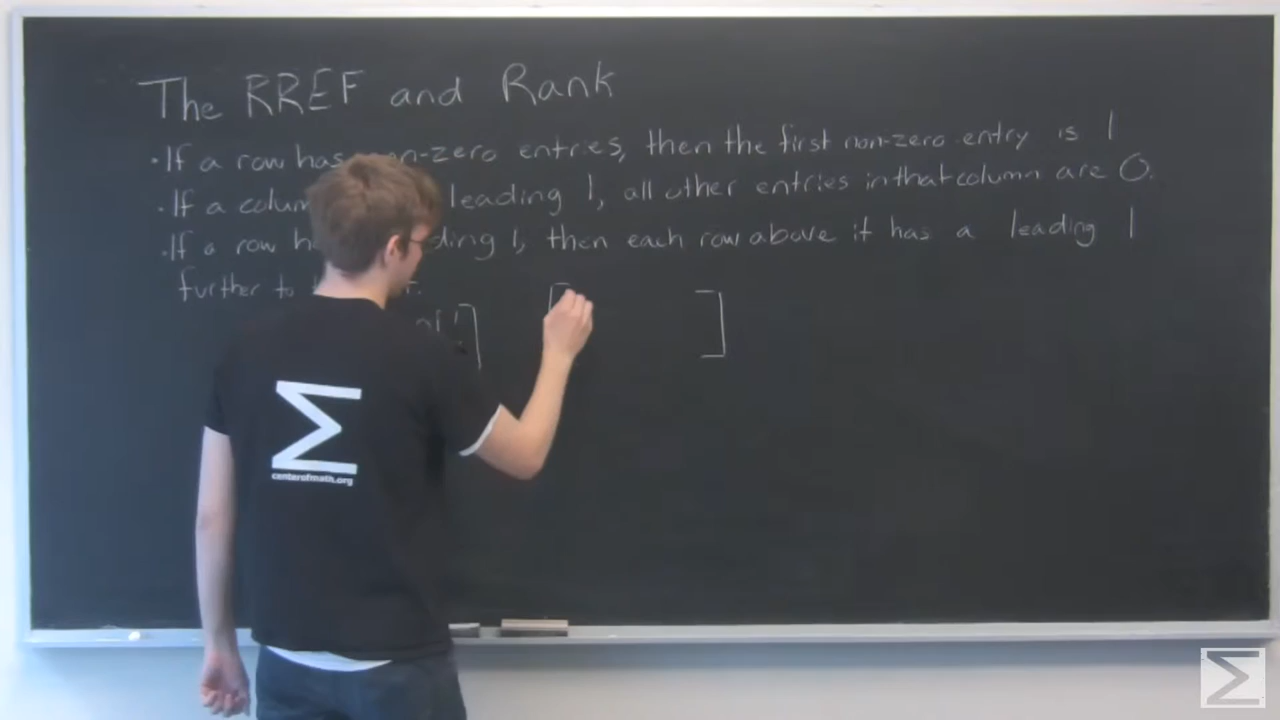 The RREF and Rank
· If a row has non-zero entries, then the first non-zero entry is 1
· If a colum leading 1, all other entries in that column are 0.
· If a row ha ding 1, then each row above it has a leading 1
further to
Σ
centerofmath.org
Σ